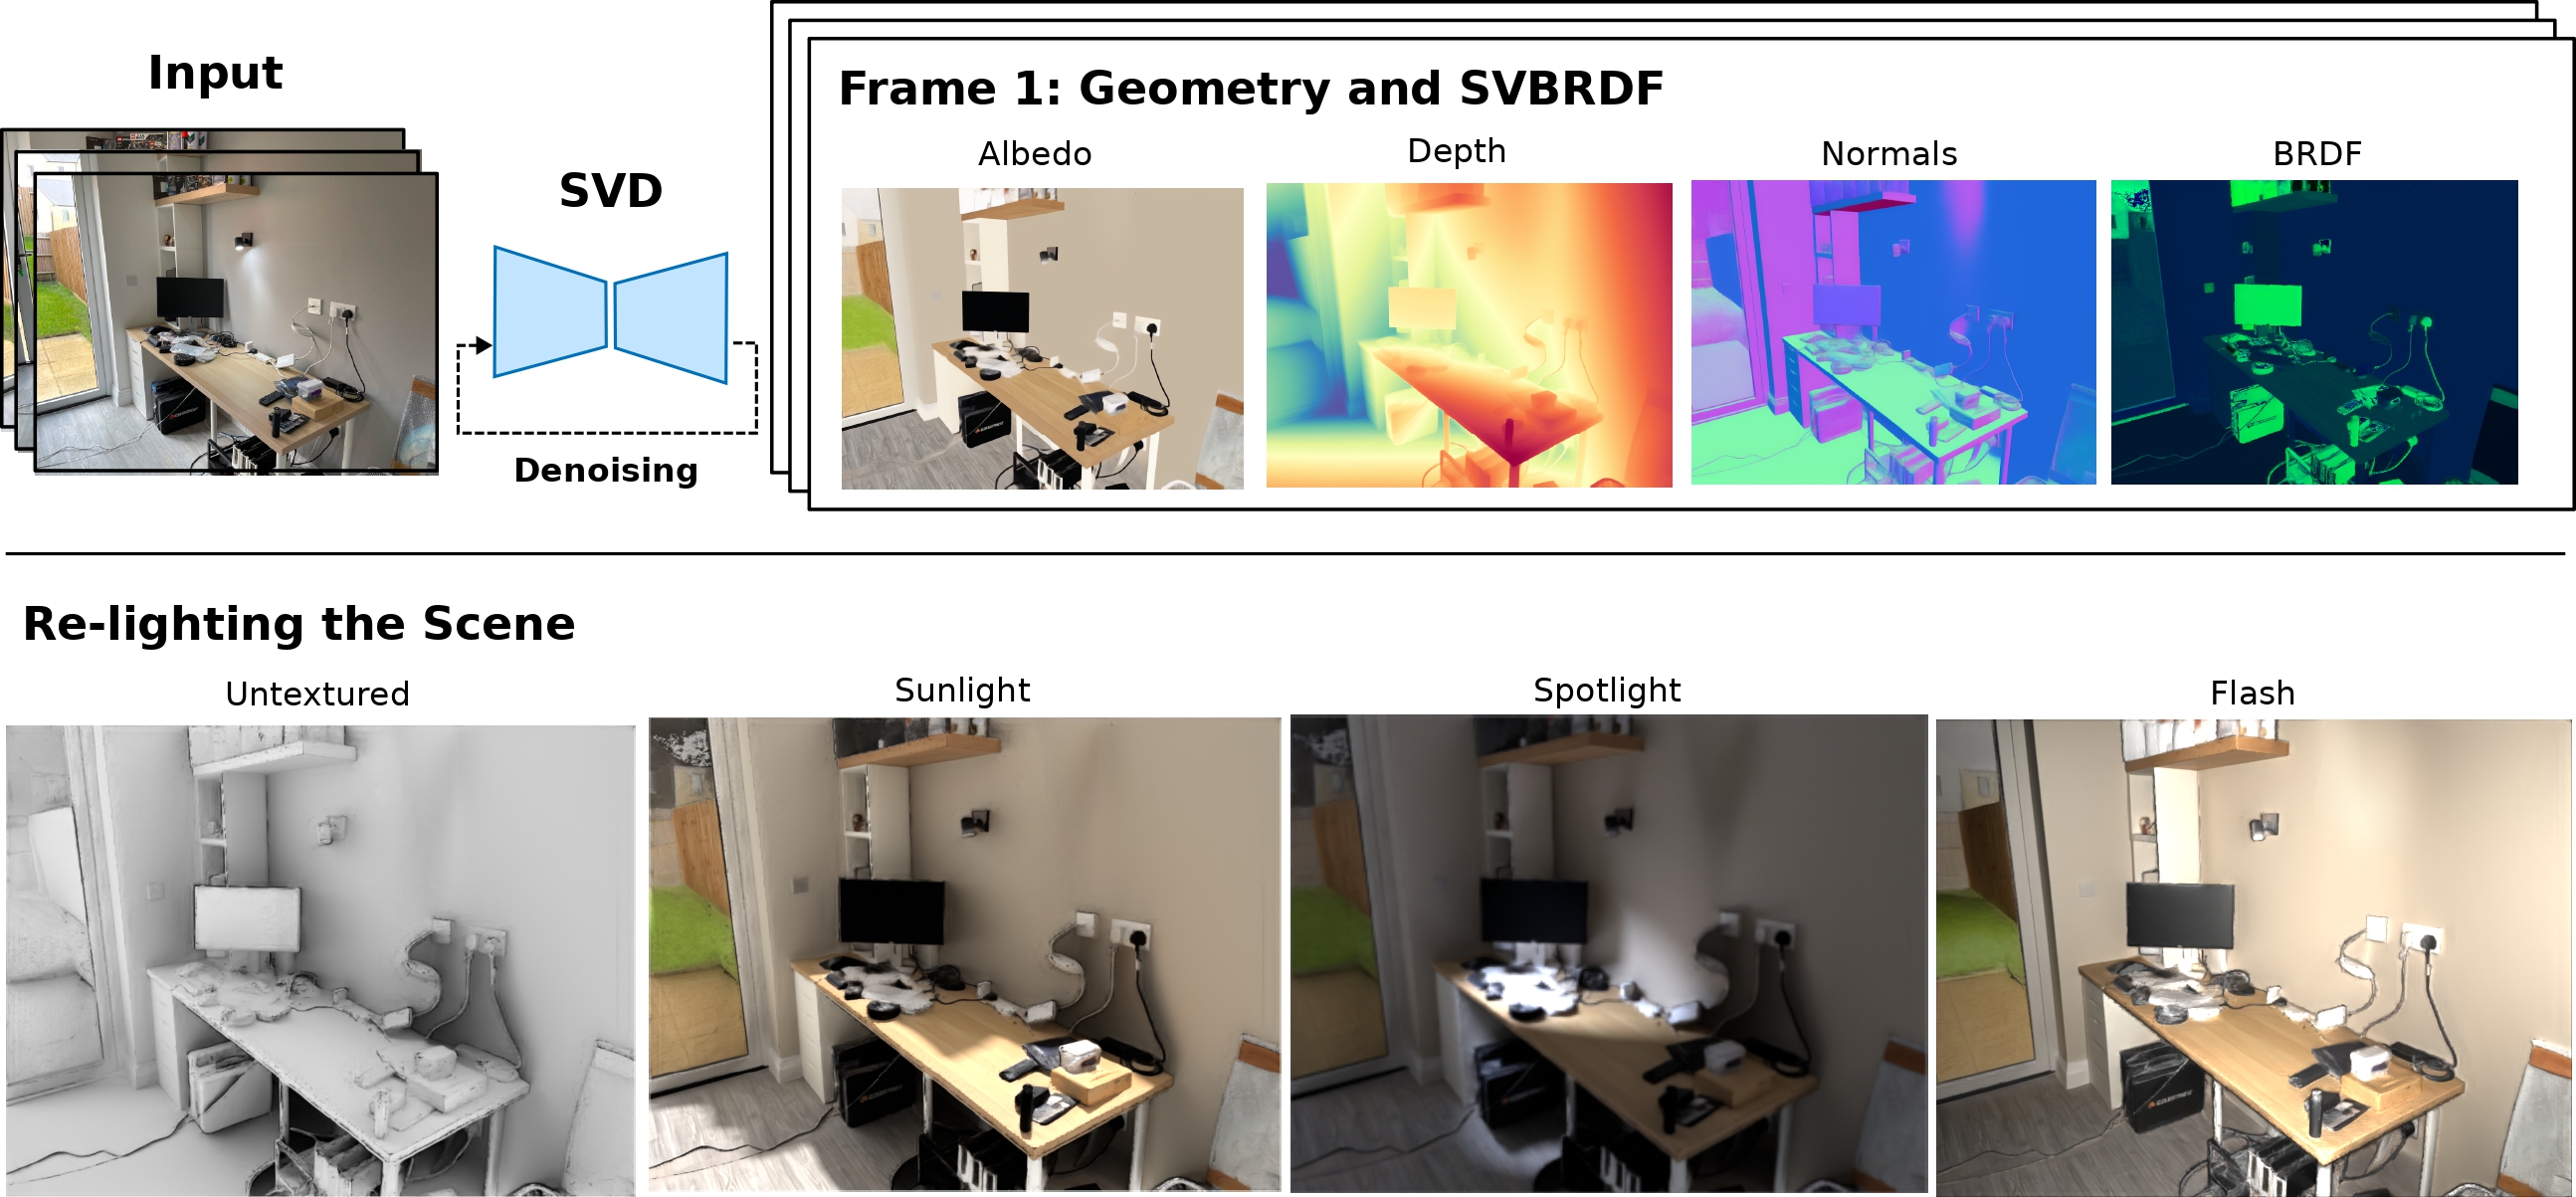 Input
SVD
Denoising
Frame 1: Geometry and SVBRDF
Albedo
Depth
Normals
BRDF
Re-lighting the Scene
Untextured
Sunlight
Spotlight
Flash